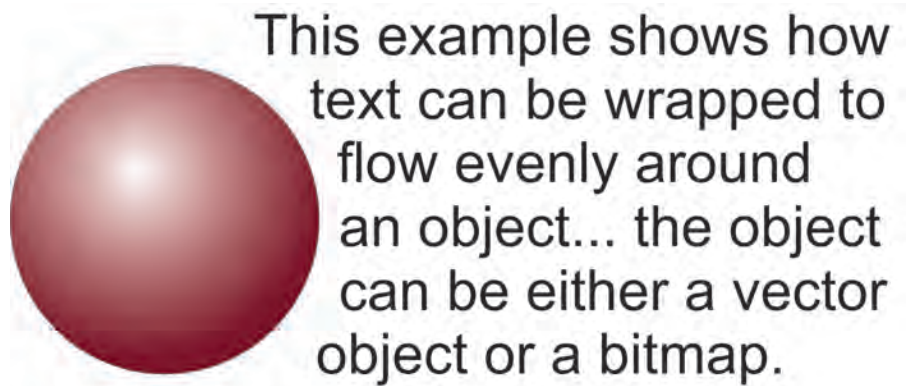 This example shows how
text can be wrapped to
flow evenly around
an object... the object
can be either a vector
object or a bitmap.